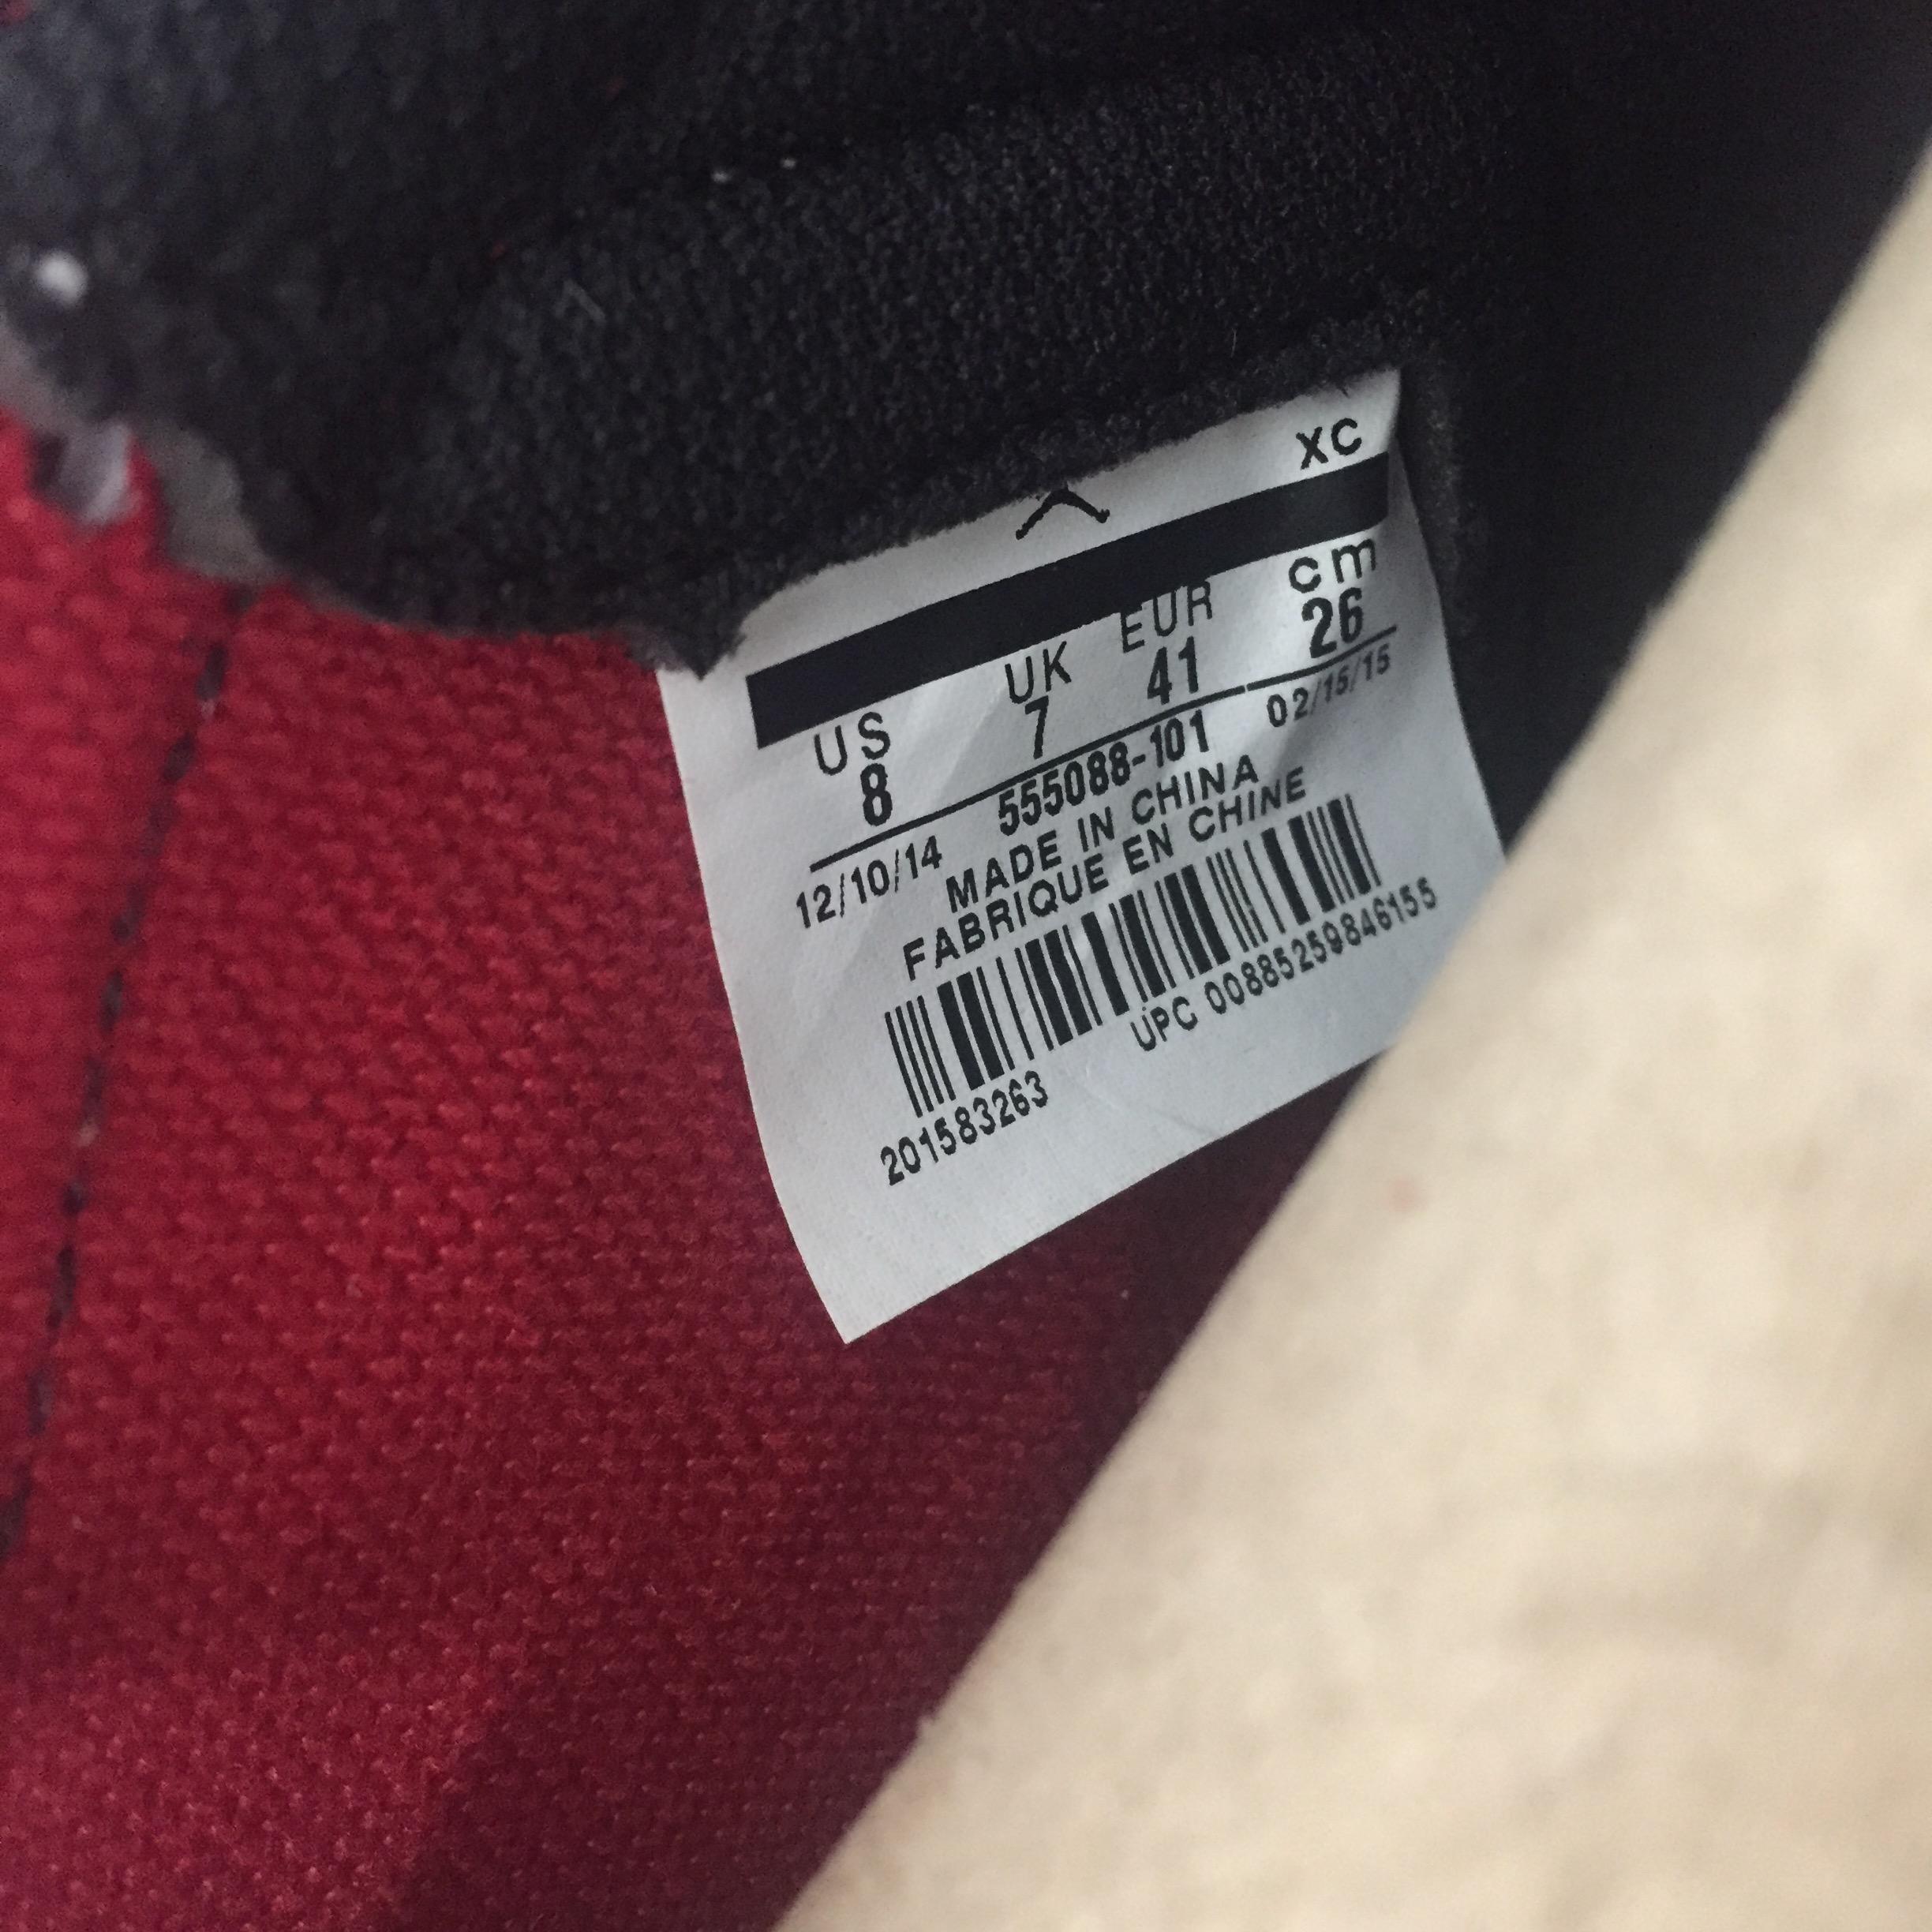 XC
US UK EUR cm
8 7 41 26
12/10/14 555088-101 02/15/15
MADE IN CHINA
FABRIQUE EN CHINE
201583263 UPC 00885259846155